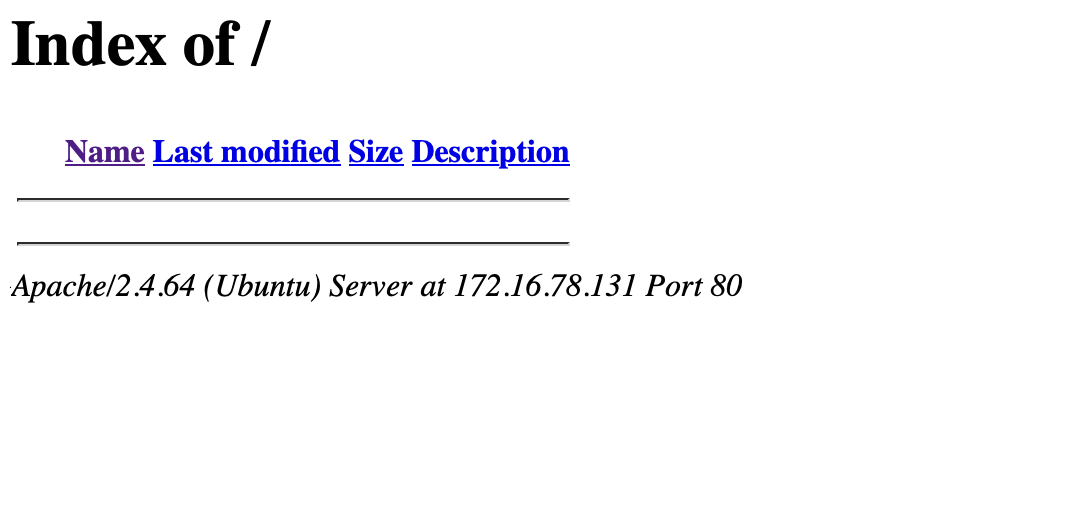 Index of /
Name Last modified Size Description
Apache/2.4.64 (Ubuntu) Server at 172.16.78.131 Port 80